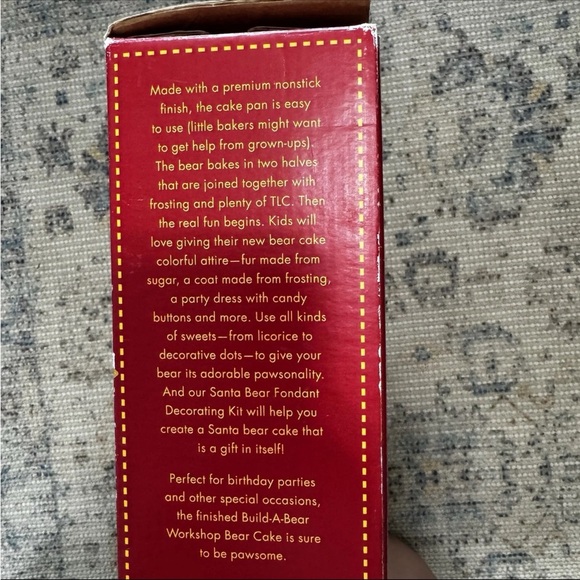 Made with a premium nonstick
finish, the cake pan is easy
to use (little bakers might want
to get help from grown-ups).
The bear bakes in two halves
that are joined together with
frosting and plenty of TLC. Then
the real fun begins. Kids will
love giving their new bear cake
colorful attire—fur made from
sugar, a coat made from frosting,
a party dress with candy
buttons and more. Use all kinds
of sweets—from licorice to
decorative dots—to give your
bear its adorable pawsonality.
And our Santa Bear Fondant
Decorating Kit will help you
create a Santa bear cake that
is a gift in itself!
Perfect for birthday parties
and other special occasions,
the finished Build-A-Bear
Workshop Bear Cake is sure
to be pawsome.